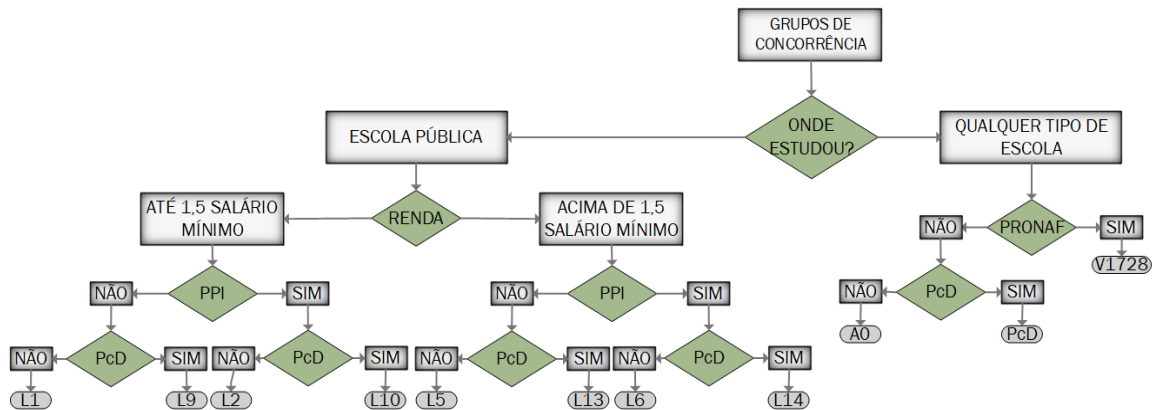 GRUPOS DE
CONCORRÊNCIA
ONDE
ESTUDOU?
ESCOLA PÚBLICA
QUALQUER TIPO DE
ESCOLA
ATÉ 1,5 SALÁRIO
MÍNIMO
RENDA
ACIMA DE 1,5
SALÁRIO MÍNIMO
NÃO
PRONAF
SIM
V1728
NÃO
PPI
SIM
NÃO
PPI
SIM
NÃO
PcD
SIM
A0
PcD
NÃO
PcD
SIM
NÃO
PcD
SIM
NÃO
PcD
SIM
NÃO
PcD
SIM
L1
L9
L2
L10
L5
L13
L6
L14